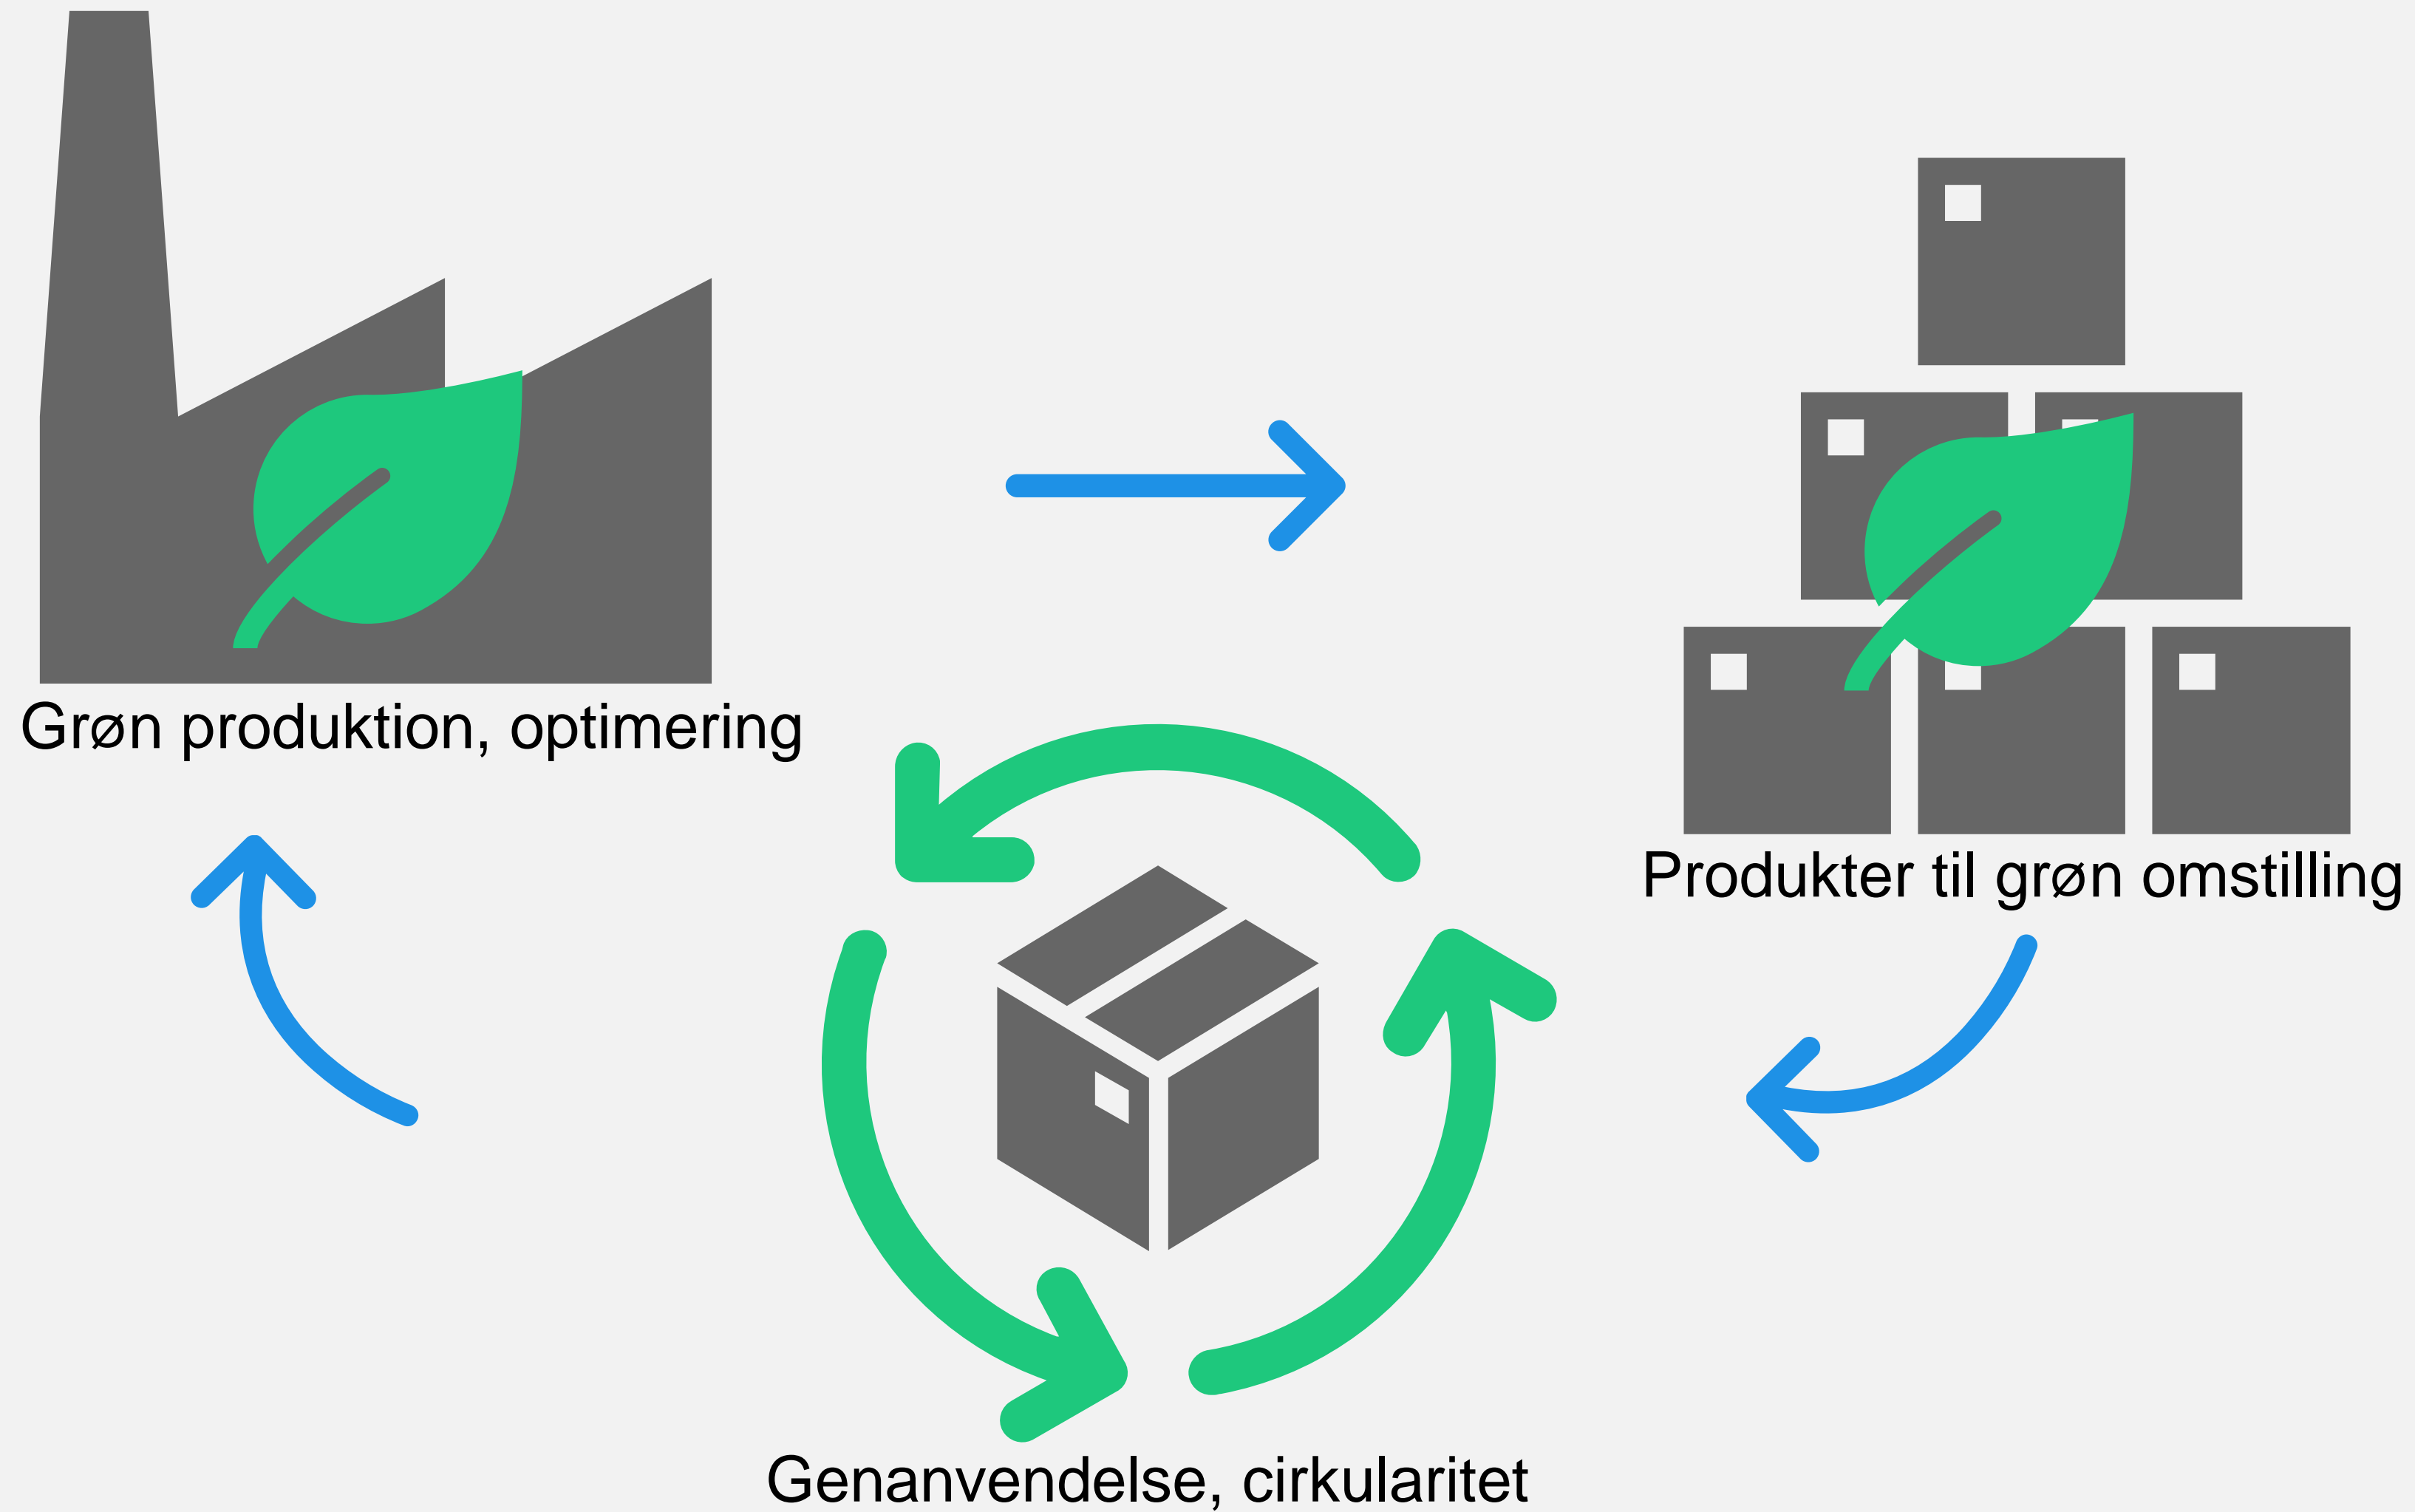 Grøn produktion, optimering
Produkter til grøn omstilling
Genanvendelse, cirkularitet